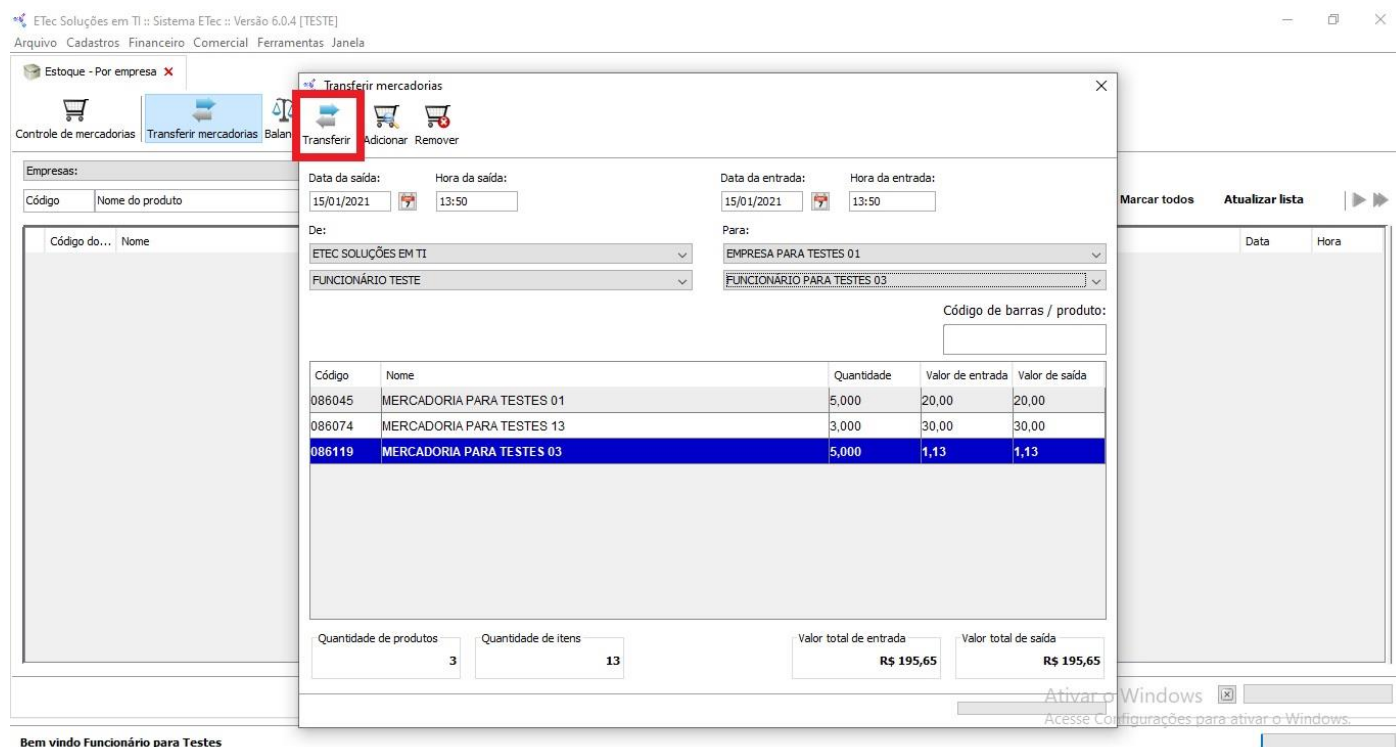 ETec Soluções em TI :: Sistema ETec :: Versão 6.0.4 [TESTE]
Arquivo Cadastros Financeiro Comercial Ferramentas Janela
Estoque - Por empresa
Controle de mercadorias Transferir mercadorias Balan
Empresas:
Código Nome do produto
Marcar todos Atualizar lista
Código do... Nome Data Hora
Transferir mercadorias
Transferir Adicionar Remover
Data da saída: Hora da saída: Data da entrada: Hora da entrada:
15/01/2021 13:50 15/01/2021 13:50
De: Para:
ETEC SOLUÇÕES EM TI EMPRESA PARA TESTES 01
FUNCIONÁRIO TESTE FUNCIONÁRIO PARA TESTES 03
Código de barras / produto:
Código Nome Quantidade Valor de entrada Valor de saída
086045 MERCADORIA PARA TESTES 01 5,000 20,00 20,00
086074 MERCADORIA PARA TESTES 13 3,000 30,00 30,00
086119 MERCADORIA PARA TESTES 03 5,000 1,13 1,13
Quantidade de produtos Quantidade de itens Valor total de entrada Valor total de saída
3 13 R$ 195,65 R$ 195,65
Ativar o Windows
Acesse Configurações para ativar o Windows.
Bem vindo Funcionário para Testes